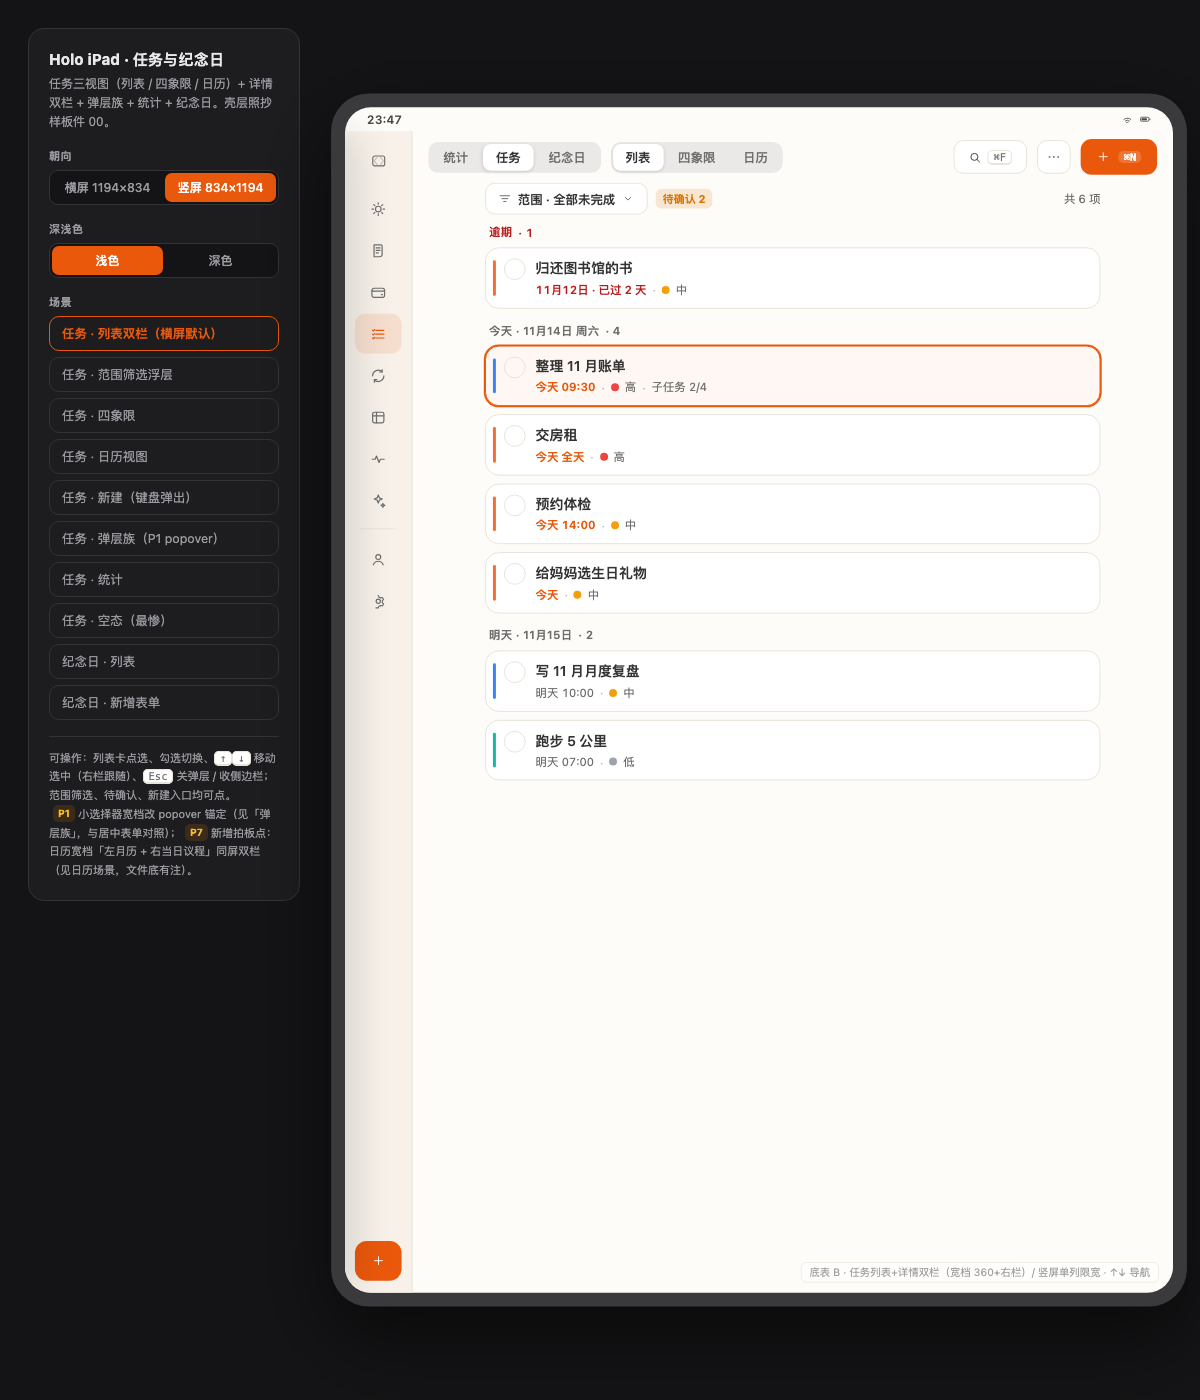 Holo iPad · 任务与纪念日
任务三视图（列表 / 四象限 / 日历）+ 详情
双栏 + 弹层族 + 统计 + 纪念日。壳层照抄
样板件 00。
朝向
横屏 1194×834 竖屏 834×1194
深浅色
浅色 深色
场景
任务 · 列表双栏（横屏默认）
任务 · 范围筛选浮层
任务 · 四象限
任务 · 日历视图
任务 · 新建（键盘弹出）
任务 · 弹层族（P1 popover）
任务 · 统计
任务 · 空态（最惨）
纪念日 · 列表
纪念日 · 新增表单
可操作：列表卡点选、勾选切换、↑ ↓ 移动
选中（右栏跟随）、Esc 关弹层 / 收侧边栏；
范围筛选、待确认、新建入口均可点。
P1 小选择器宽档改 popover 锚定（见「弹
层族」，与居中表单对照）； P7 新增拍板点：
日历宽档「左月历 + 右当日议程」同屏双栏
（见日历场景，文件底有注）。
23:47
统计 任务 纪念日 列表 四象限 日历 ⌘F ··· + ⌘N
范围 · 全部未完成 待确认 2 共 6 项
逾期 · 1
归还图书馆的书
11月12日 · 已过 2 天 · 中
今天 · 11月14日 周六 · 4
整理 11 月账单
今天 09:30 · 高 · 子任务 2/4
交房租
今天 全天 · 高
预约体检
今天 14:00 · 中
给妈妈选生日礼物
今天 · 中
明天 · 11月15日 · 2
写 11 月月度复盘
明天 10:00 · 中
跑步 5 公里
明天 07:00 · 低
+
底表 B · 任务列表+详情双栏（宽档 360+右栏）/ 竖屏单列限宽 · ↑↓ 导航